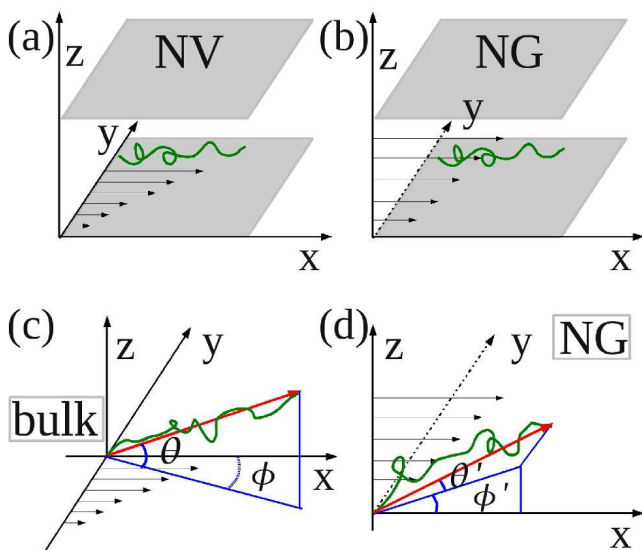 (a)
z
NV
y
x
(b)
z
NG
y
x
(c)
z
y
bulk
θ
ϕ
x
(d)
z
y
NG
θ'
ϕ'
x